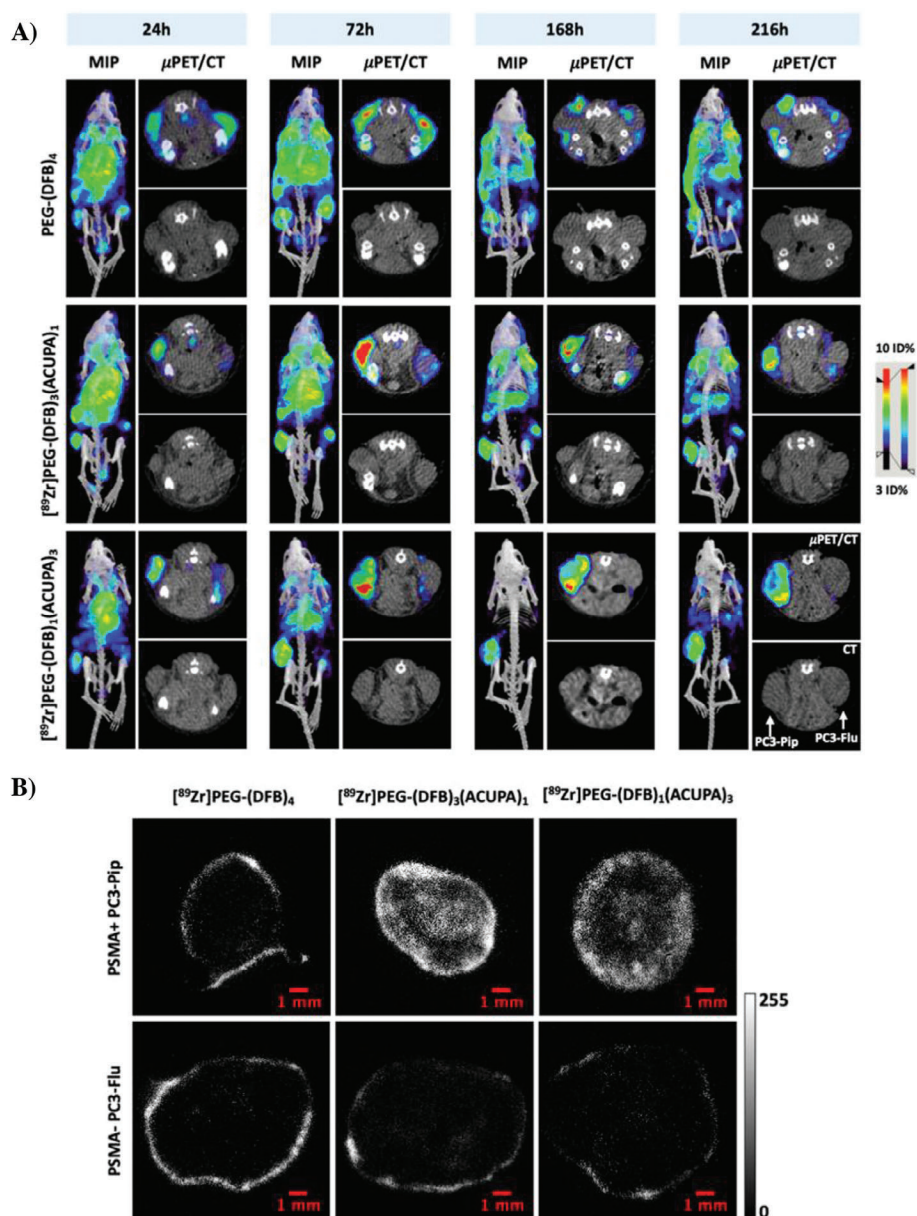 A)
24h 72h 168h 216h
MIP μPET/CT MIP μPET/CT MIP μPET/CT MIP μPET/CT
PEG-(DFB)₄
[⁸⁹Zr]PEG-(DFB)₃(ACUPA)₁
10 ID%
3 ID%
[⁸⁹Zr]PEG-(DFB)₁(ACUPA)₃
μPET/CT
CT
PC3-Pip PC3-Flu
B)
[⁸⁹Zr]PEG-(DFB)₄ [⁸⁹Zr]PEG-(DFB)₃(ACUPA)₁ [⁸⁹Zr]PEG-(DFB)₁(ACUPA)₃
PSMA+ PC3-Pip
1 mm 1 mm 1 mm
255
PSMA- PC3-Flu
1 mm 1 mm 1 mm
0